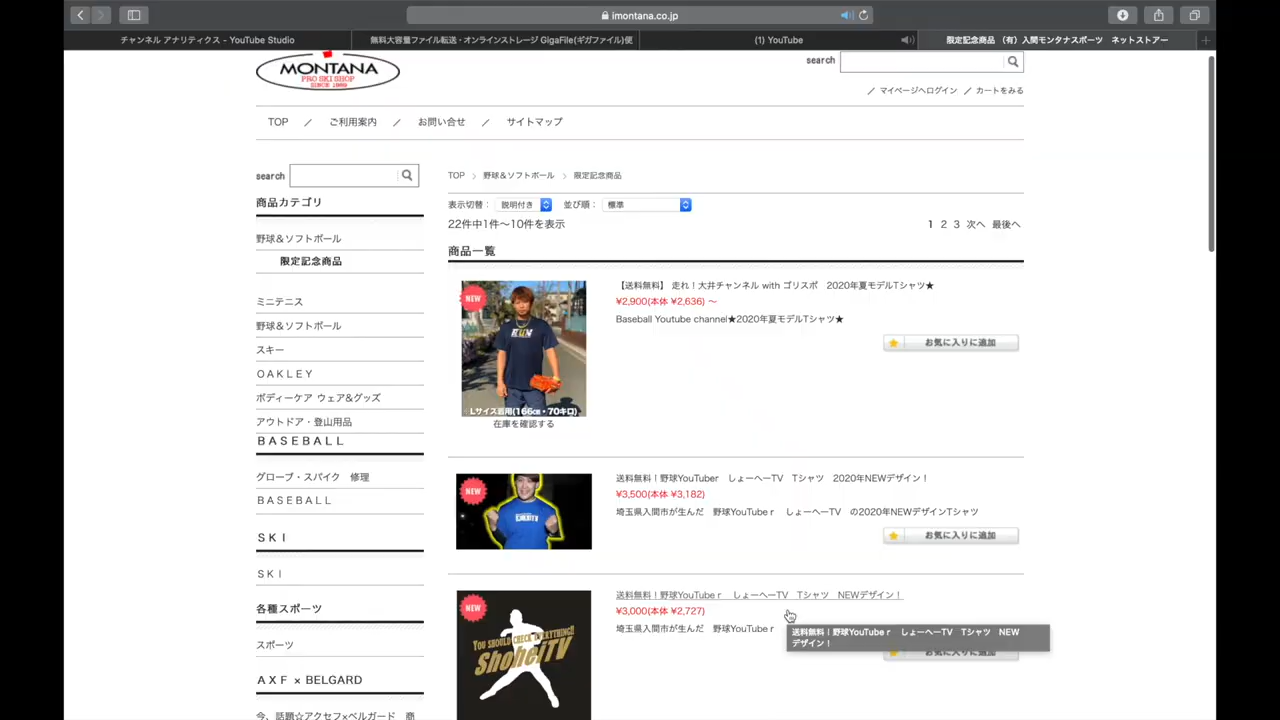 imontana.co.jp
チャンネル アナリティクス - YouTube Studio
無料大容量ファイル転送・オンラインストレージ GigaFile(ギガファイル)便
(1) YouTube
限定記念商品 （有）入間モンタナスポーツ　ネットストアー
MONTANA
PRO SKI SHOP
search
／ マイページへログイン ／ カートをみる
TOP ／ ご利用案内 ／ お問い合せ ／ サイトマップ
search
商品カテゴリ
野球＆ソフトボール
限定記念商品
ミニテニス
野球＆ソフトボール
スキー
ＯＡＫＬＥＹ
ボディーケア ウェア&グッズ
アウトドア・登山用品
ＢＡＳＥＢＡＬＬ
グローブ・スパイク　修理
ＢＡＳＥＢＡＬＬ
ＳＫＩ
ＳＫＩ
各種スポーツ
スポーツ
ＡＸＦ × BELGARD
今、話題☆アクセフ×ベルガード　商
TOP 〉 野球＆ソフトボール 〉 限定記念商品
表示切替： 説明付き 並び順： 標準
22件中1件〜10件を表示
1 2 3 次へ 最後へ
商品一覧
NEW
Lサイズ着用(166㎝・70キロ)
在庫を確認する
【送料無料】 走れ！大井チャンネル with ゴリスポ　2020年夏モデルTシャツ★
¥2,900(本体 ¥2,636) 〜
Baseball Youtube channel★2020年夏モデルTシャツ★
お気に入りに追加
NEW
送料無料！野球YouTuber　しょーへーTV　Tシャツ　2020年NEWデザイン！
¥3,500(本体 ¥3,182)
埼玉県入間市が生んだ　野球YouTubeｒ　しょーへーTV　の2020年NEWデザインTシャツ
お気に入りに追加
NEW
YOU SHOULD CHECK EVERYTHING!!
ShoheiTV
送料無料！野球YouTubeｒ　しょーへーTV　Tシャツ　NEWデザイン！
¥3,000(本体 ¥2,727)
埼玉県入間市が生んだ　野球YouTubeｒ
送料無料！野球YouTubeｒ　しょーへーTV　Tシャツ　NEW
デザイン！
お気に入りに追加